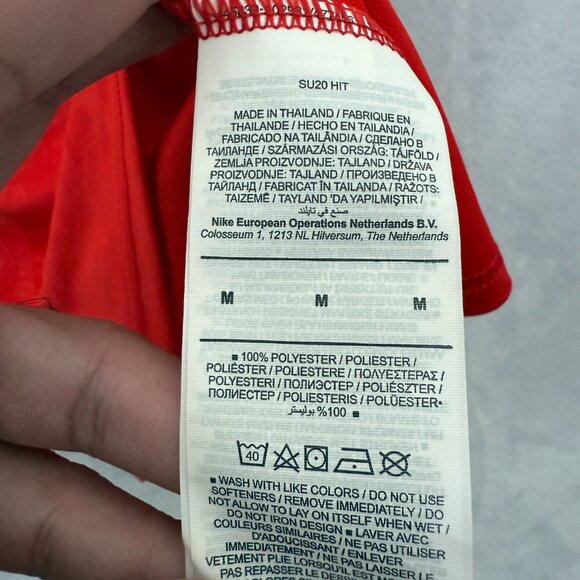 SU20 HIT
MADE IN THAILAND / FABRIQUE EN
THAILANDE / HECHO EN TAILANDIA /
FABRICADO NA TAILÂNDIA / СДЕЛАНО В
ТАИЛАНДЕ / SZÁRMAZÁSI ORSZÁG: TÁJFÖLD /
ZEMLJA PROIZVODNJE: TAJLAND / DRŽAVA
PROIZVODNJE: TAJLAND / ПРОИЗВЕДЕНО В
ТАЙЛАНД / FABRICAT ÎN TAILANDA / RAŽOTS:
TAIZEMĒ / TAYLAND 'DA YAPILMIŞTIR /
صنع في تايلند
Nike European Operations Netherlands B.V.
Colosseum 1, 1213 NL Hilversum, The Netherlands
M M M
■ 100% POLYESTER / POLIESTER /
POLIÉSTER / POLIESTERE / ΠΟΛΥΕΣΤΕΡΑΣ /
POLYESTERI / ПОЛИЭСТЕР / POLIÉSZTER /
ПОЛИЕСТЕР / POLIESTERIS / POLÜESTER•
100% بوليستر
40
■ WASH WITH LIKE COLORS / DO NOT USE
SOFTENERS / REMOVE IMMEDIATELY / DO
NOT ALLOW TO LAY ON ITSELF WHEN WET /
DO NOT IRON DESIGN ■ LAVER AVEC
COULEURS SIMILAIRES / NE PAS UTILISER
D'ADOUCISSANT / ENLEVER
IMMÉDIATEMENT / NE PAS LAISSER
VETEMENT PLIE LORSQU'IL EST MOUILLÉ
PAS REPASSER LE